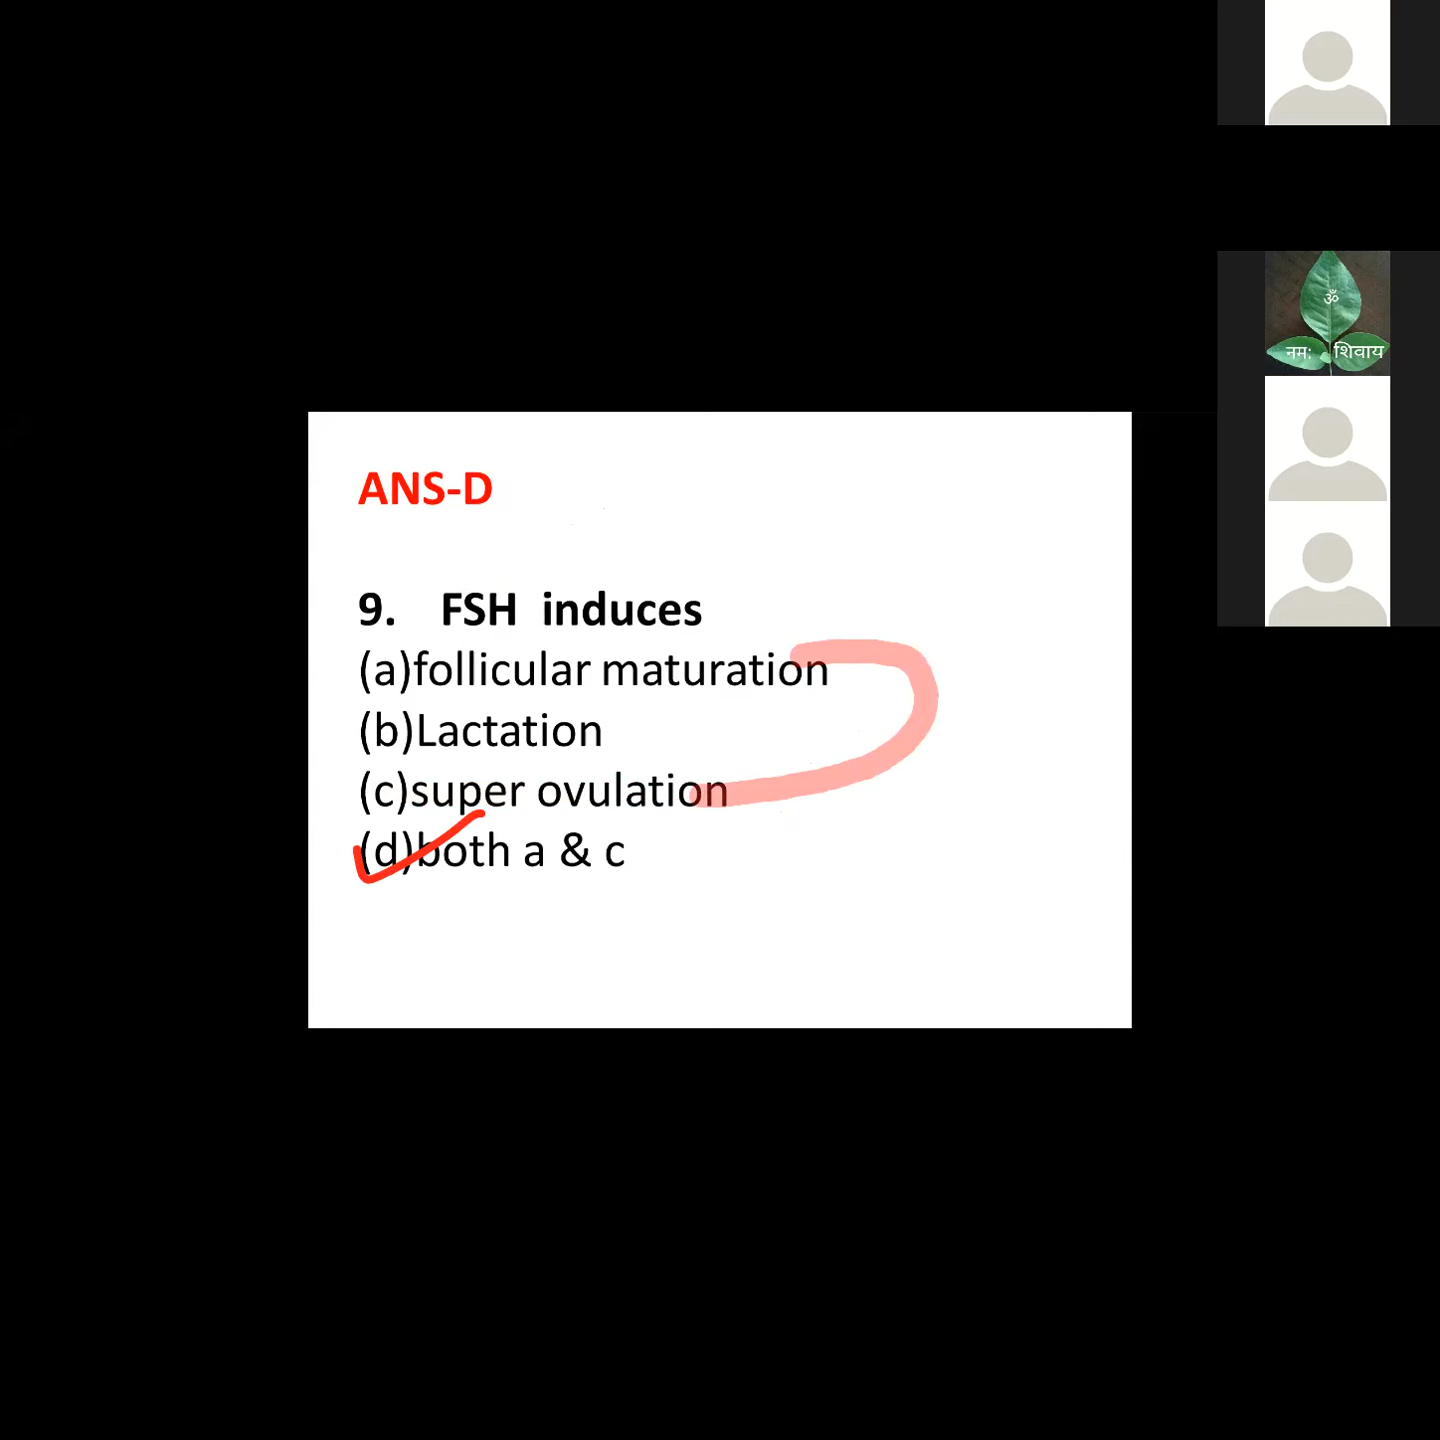 ANS-D
9. FSH induces
(a)follicular maturation
(b)Lactation
(c)super ovulation
(d)both a & c
ॐ
नम: शिवाय